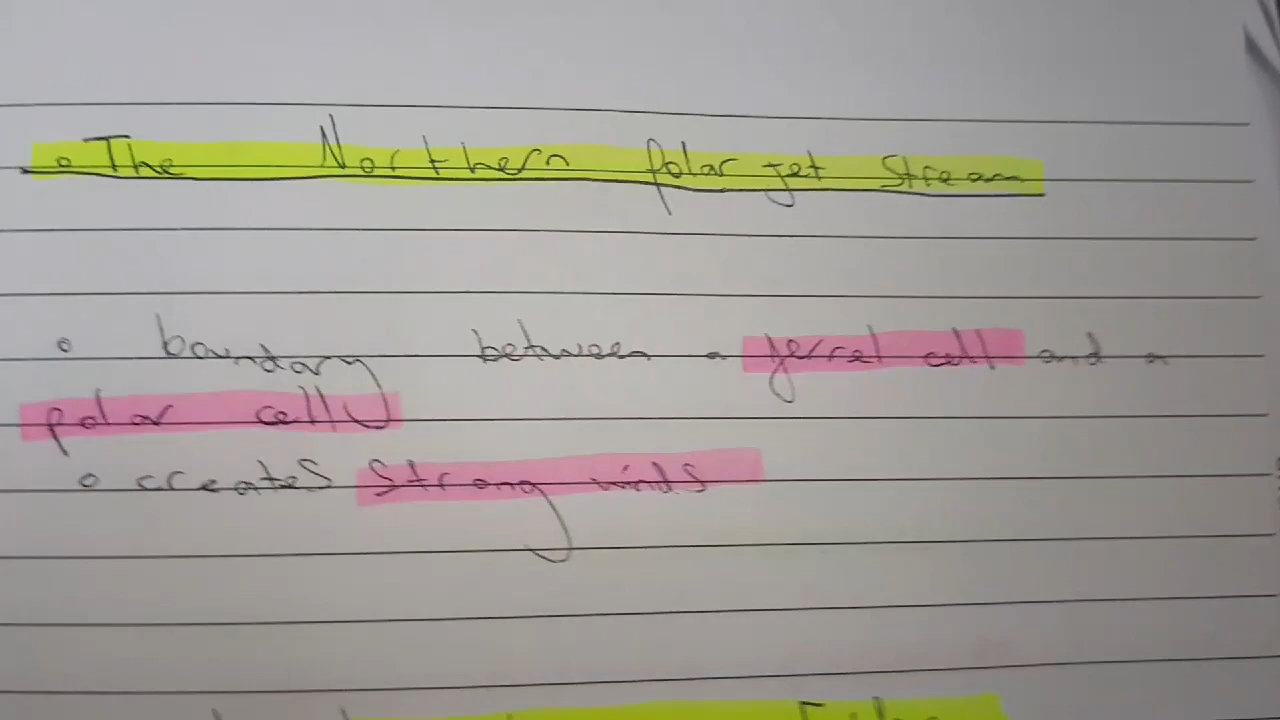 The Northern Polar jet Stream
boundary between a ferrel cell and a
polar cell
creates strong winds